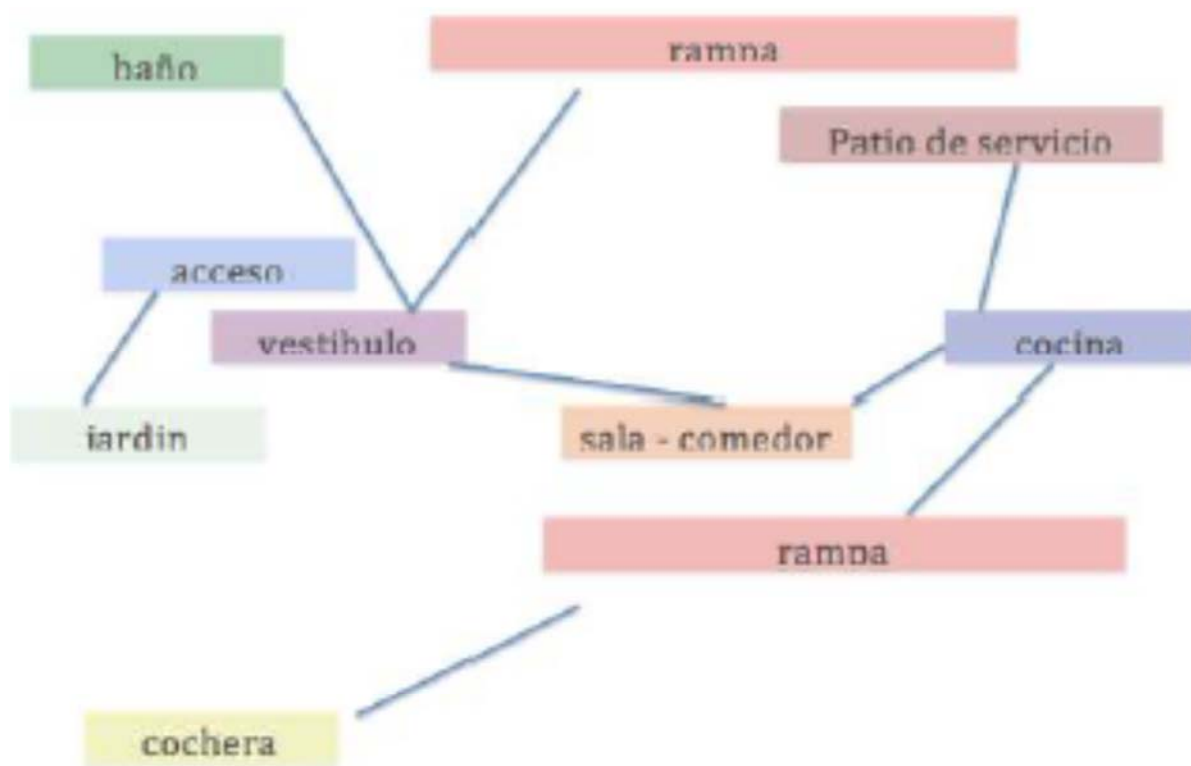 baño
rampa
Patio de servicio
acceso
vestibulo
cocina
jardin
sala - comedor
rampa
cochera